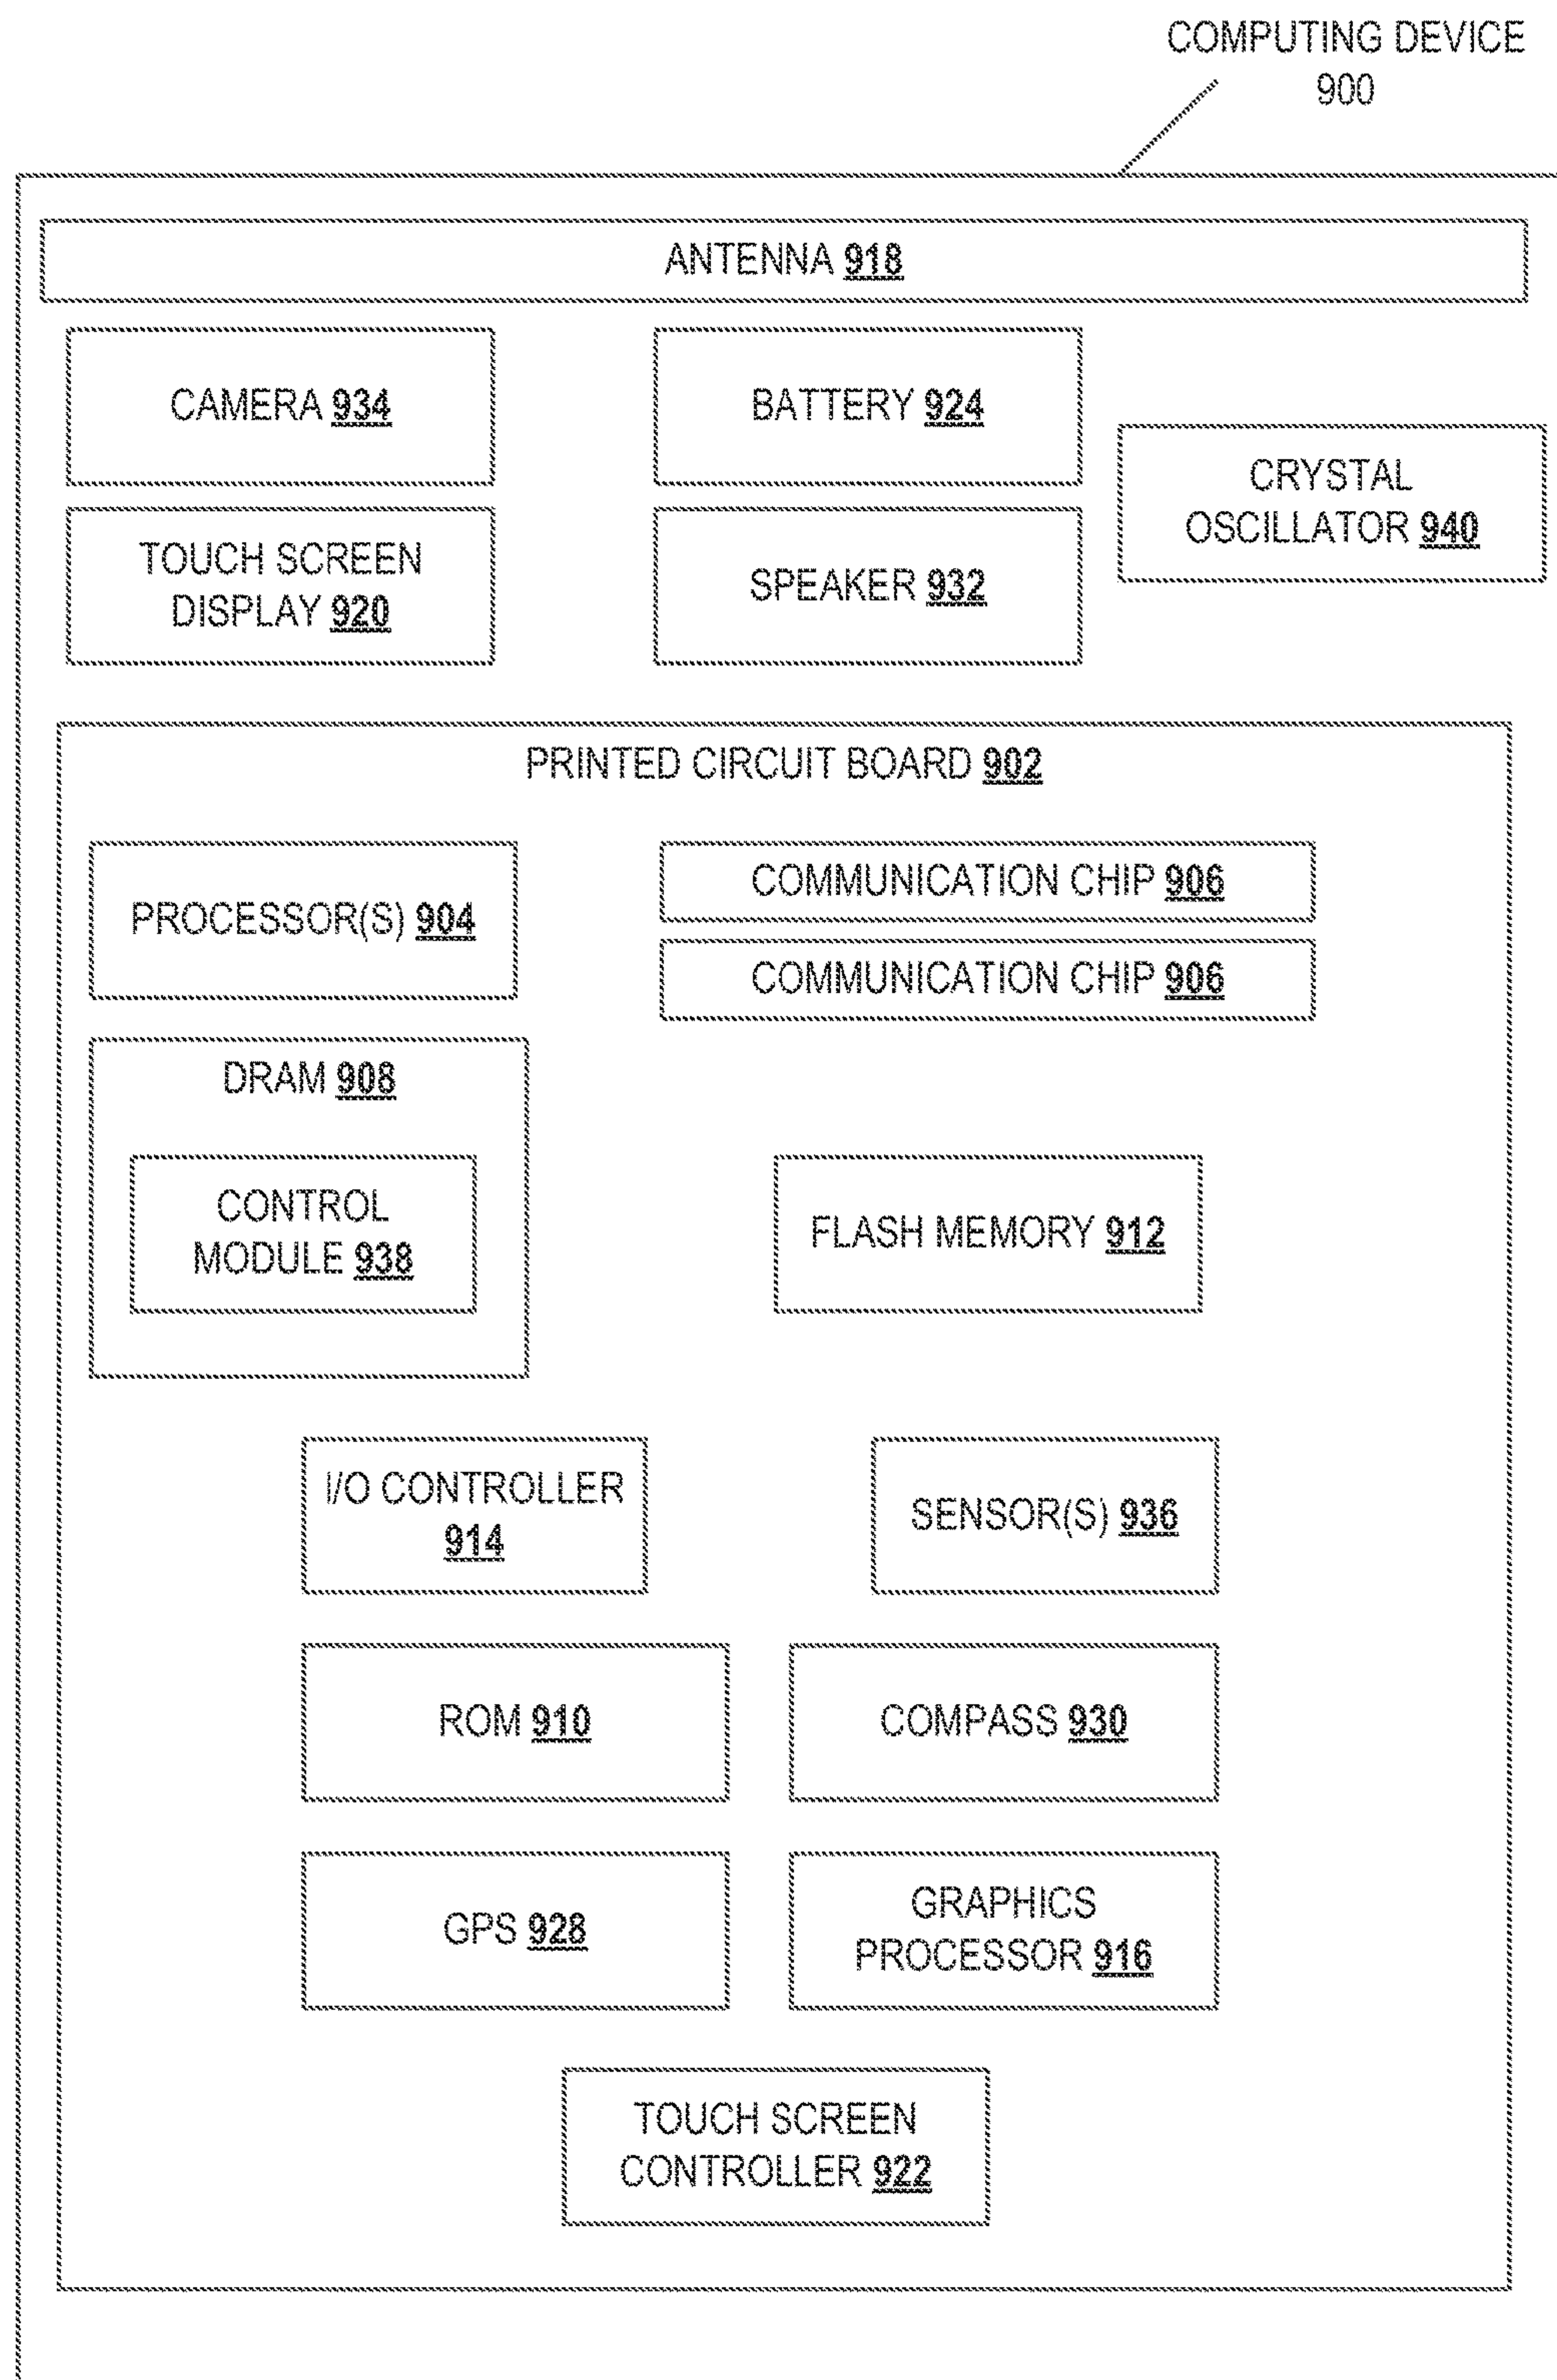 COMPUTING DEVICE
900
ANTENNA 918
CAMERA 934
BATTERY 924
CRYSTAL
OSCILLATOR 940
TOUCH SCREEN
DISPLAY 920
SPEAKER 932
PRINTED CIRCUIT BOARD 902
PROCESSOR(S) 904
COMMUNICATION CHIP 906
COMMUNICATION CHIP 906
DRAM 908
CONTROL
MODULE 938
FLASH MEMORY 912
I/O CONTROLLER
914
SENSOR(S) 936
ROM 910
COMPASS 930
GPS 928
GRAPHICS
PROCESSOR 916
TOUCH SCREEN
CONTROLLER 922